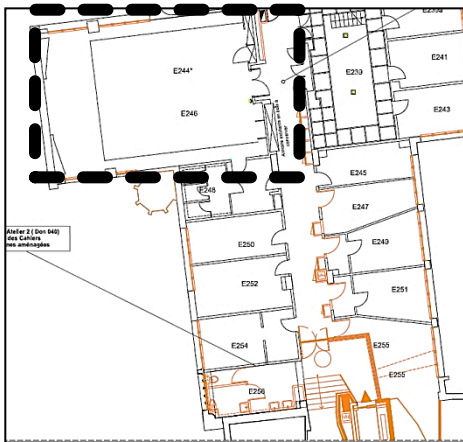 E244*
E246
E239
E241
E243
E245
E248
E247
E250
E249
E252
E251
E254
E255
E255
E256
Atelier 2 ( Don 040)
des Cahiers
nes aménagées